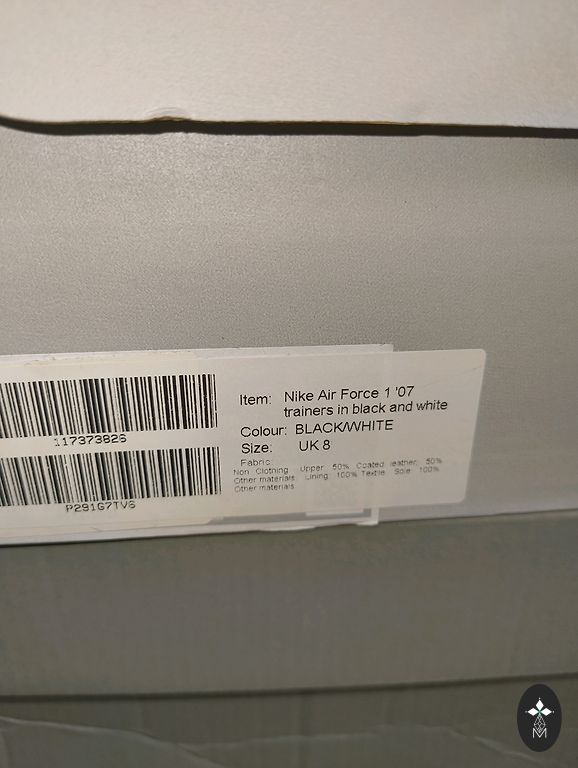 Item: Nike Air Force 1 '07
trainers in black and white
Colour: BLACK/WHITE
Size: UK 8
Fabric:
Non Clothing Upper 50% Coated leather, 50%
Other materials. Lining: 100% Textile. Sole: 100%
Other materials
117373826
P291G7TV6
M